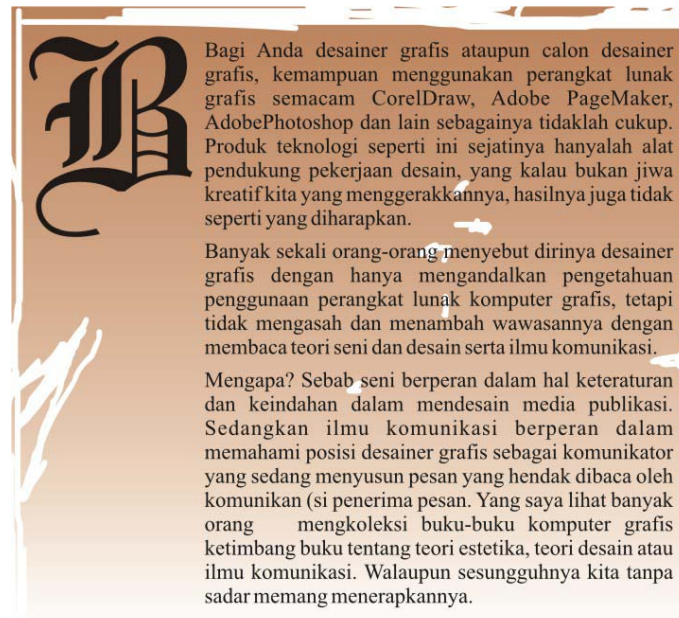 B
Bagi Anda desainer grafis ataupun calon desainer
grafis, kemampuan menggunakan perangkat lunak
grafis semacam CorelDraw, Adobe PageMaker,
AdobePhotoshop dan lain sebagainya tidaklah cukup.
Produk teknologi seperti ini sejatinya hanyalah alat
pendukung pekerjaan desain, yang kalau bukan jiwa
kreatif kita yang menggerakkannya, hasilnya juga tidak
seperti yang diharapkan.
Banyak sekali orang-orang menyebut dirinya desainer
grafis dengan hanya mengandalkan pengetahuan
penggunaan perangkat lunak komputer grafis, tetapi
tidak mengasah dan menambah wawasannya dengan
membaca teori seni dan desain serta ilmu komunikasi.
Mengapa? Sebab seni berperan dalam hal keteraturan
dan keindahan dalam mendesain media publikasi.
Sedangkan ilmu komunikasi berperan dalam
memahami posisi desainer grafis sebagai komunikator
yang sedang menyusun pesan yang hendak dibaca oleh
komunikan (si penerima pesan. Yang saya lihat banyak
orang mengkoleksi buku-buku komputer grafis
ketimbang buku tentang teori estetika, teori desain atau
ilmu komunikasi. Walaupun sesungguhnya kita tanpa
sadar memang menerapkannya.